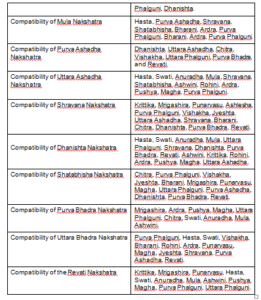 Phalguni, Dhanishta
Compatibility of Mula Nakshatra
Hasta, Purva Ashadha, Shravana,
Shatabhisha, Bharani, Ardra, Purva
Phalguni, Bharani, Ardra, Purva Phalguni
Compatibility of Purva Ashadha
Nakshatra
Dhanishta, Uttara Ashadha, Chitra,
Vishakha, Uttara Phalguni, Purva Bhadra,
and Revati.
Compatibility of Uttara Ashadha
Nakshatra
Hasta, Swati, Anuradha, Mula, Shravana,
Shatabhisha, Ashwini, Rohini, Ardra,
Pushya, Magha, Purva Phalguni.
Compatibility of Shravana Nakshatra
Krittika, Mrigashira, Punarvasu, Ashlesha,
Purva Phalguni, Vishakha, Jyeshta,
Uttara Ashadha, Shravana, Bharani,
Chitra, Dhanishta, Purva Bhadra, Revati.
Compatibility of Dhanishta Nakshatra
Hasta, Swati, Anuradha, Mula, Uttara
Phalguni, Shravana, Dhanishta, Purva
Bhadra, Revati, Ashwini, Krittika, Rohini,
Ardra, Pushya, Magha, Uttara Ashadha.
Compatibility of Shatabhisha Nakshatra
Chitra, Purva Phalguni, Vishakha,
Jyeshta, Bharani, Mrigashira, Punarvasu,
Magha, Uttara Phalguni, Purva Ashadha,
Dhanishta, Purva Bhadra, Revati.
Compatibility of Purva Bhadra Nakshatra
Mrigashira, Ardra, Pushya, Magha, Uttara
Phalguni, Chitra, Swati, Anuradha, Mula,
Ashwini.
Compatibility of Uttara Bhadra Nakshatra
Purva Phalguni, Hasta, Swati, Vishakha,
Bharani, Rohini, Ardra, Punarvasu,
Magha, Jyeshta, Shravana, Purva
Ashadha, Revati.
Compatibility of the Revati Nakshatra
Krittika, Mrigashira, Punarvasu, Hasta,
Swati, Anuradha, Mula, Ashwini, Pushya,
Magha, Purva Phalguni, Uttara Phalguni.